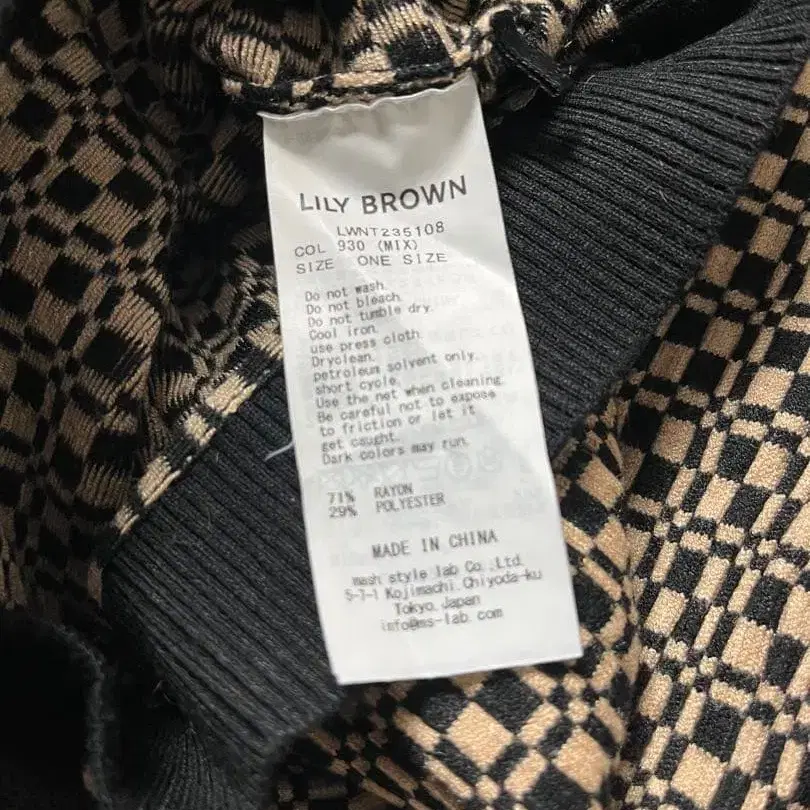 LILY BROWN
LWNT235108
COL 930 (MIX)
SIZE ONE SIZE
Do not wash.
Do not bleach.
Do not tumble dry.
Cool iron.
use press cloth.
Dryclean.
petroleum solvent only.
short cycle.
Use the net when cleaning.
Be careful not to expose
to friction or let it
get caught.
Dark colors may run.
71% RAYON
29% POLYESTER
MADE IN CHINA
mash style lab Co.,Ltd.
5-7-1 Kojimachi.Chiyoda-ku
Tokyo.Japan
info@ms-lab.com